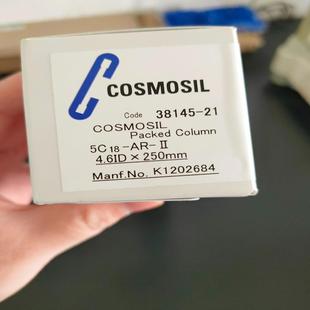 COSMOSIL
Code 38145-21
COSMOSIL
Packed Column
5C18-AR-II
4.6ID×250mm
Manf.No. K1202684